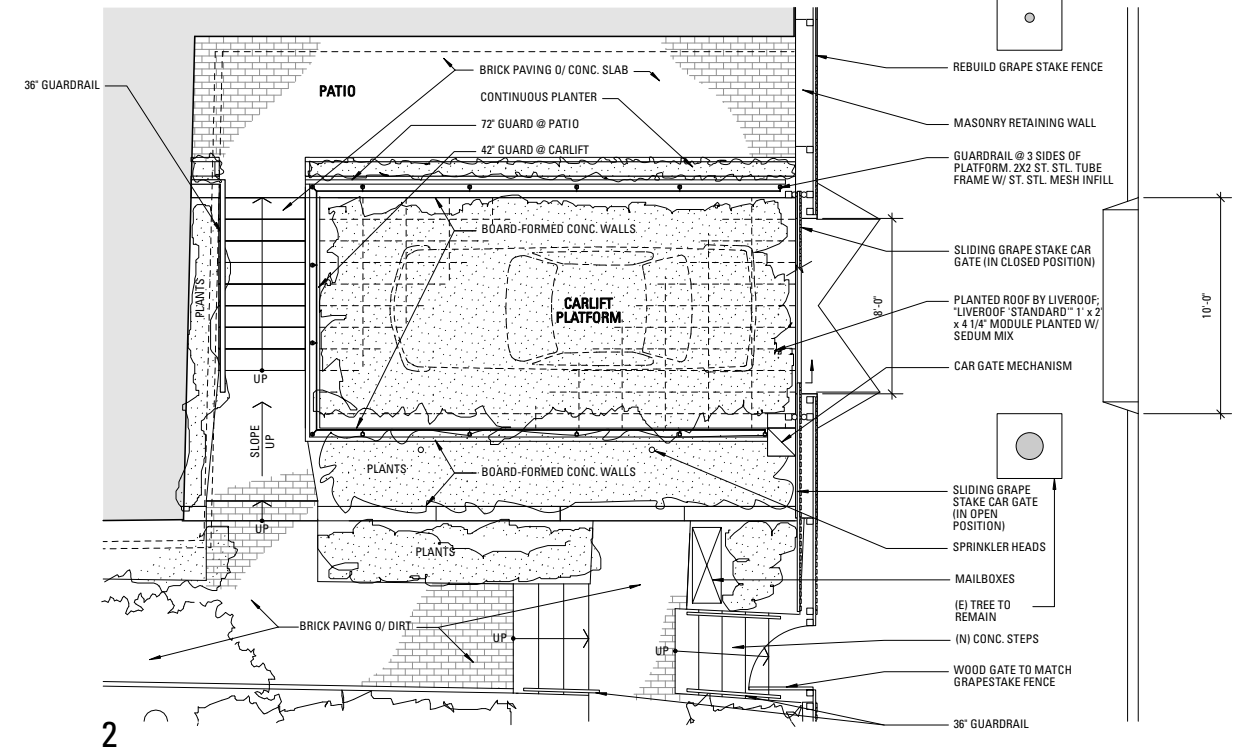 36" GUARDRAIL
PATIO
BRICK PAVING O/ CONC. SLAB
CONTINUOUS PLANTER
72" GUARD @ PATIO
42" GUARD @ CARLIFT
BOARD-FORMED CONC. WALLS
CARLIFT
PLATFORM
PLANTS
UP
SLOPE
UP
UP
PLANTS
BOARD-FORMED CONC. WALLS
PLANTS
BRICK PAVING O/ DIRT
UP
UP
REBUILD GRAPE STAKE FENCE
MASONRY RETAINING WALL
GUARDRAIL @ 3 SIDES OF
PLATFORM. 2X2 ST. STL. TUBE
FRAME W/ ST. STL. MESH INFILL
SLIDING GRAPE STAKE CAR
GATE (IN CLOSED POSITION)
8'-0"
10'-0"
PLANTED ROOF BY LIVEROOF;
"LIVEROOF 'STANDARD'" 1' x 2'
x 4 1/4" MODULE PLANTED W/
SEDUM MIX
CAR GATE MECHANISM
SLIDING GRAPE
STAKE CAR GATE
(IN OPEN
POSITION)
SPRINKLER HEADS
MAILBOXES
(E) TREE TO
REMAIN
(N) CONC. STEPS
WOOD GATE TO MATCH
GRAPESTAKE FENCE
36" GUARDRAIL
2